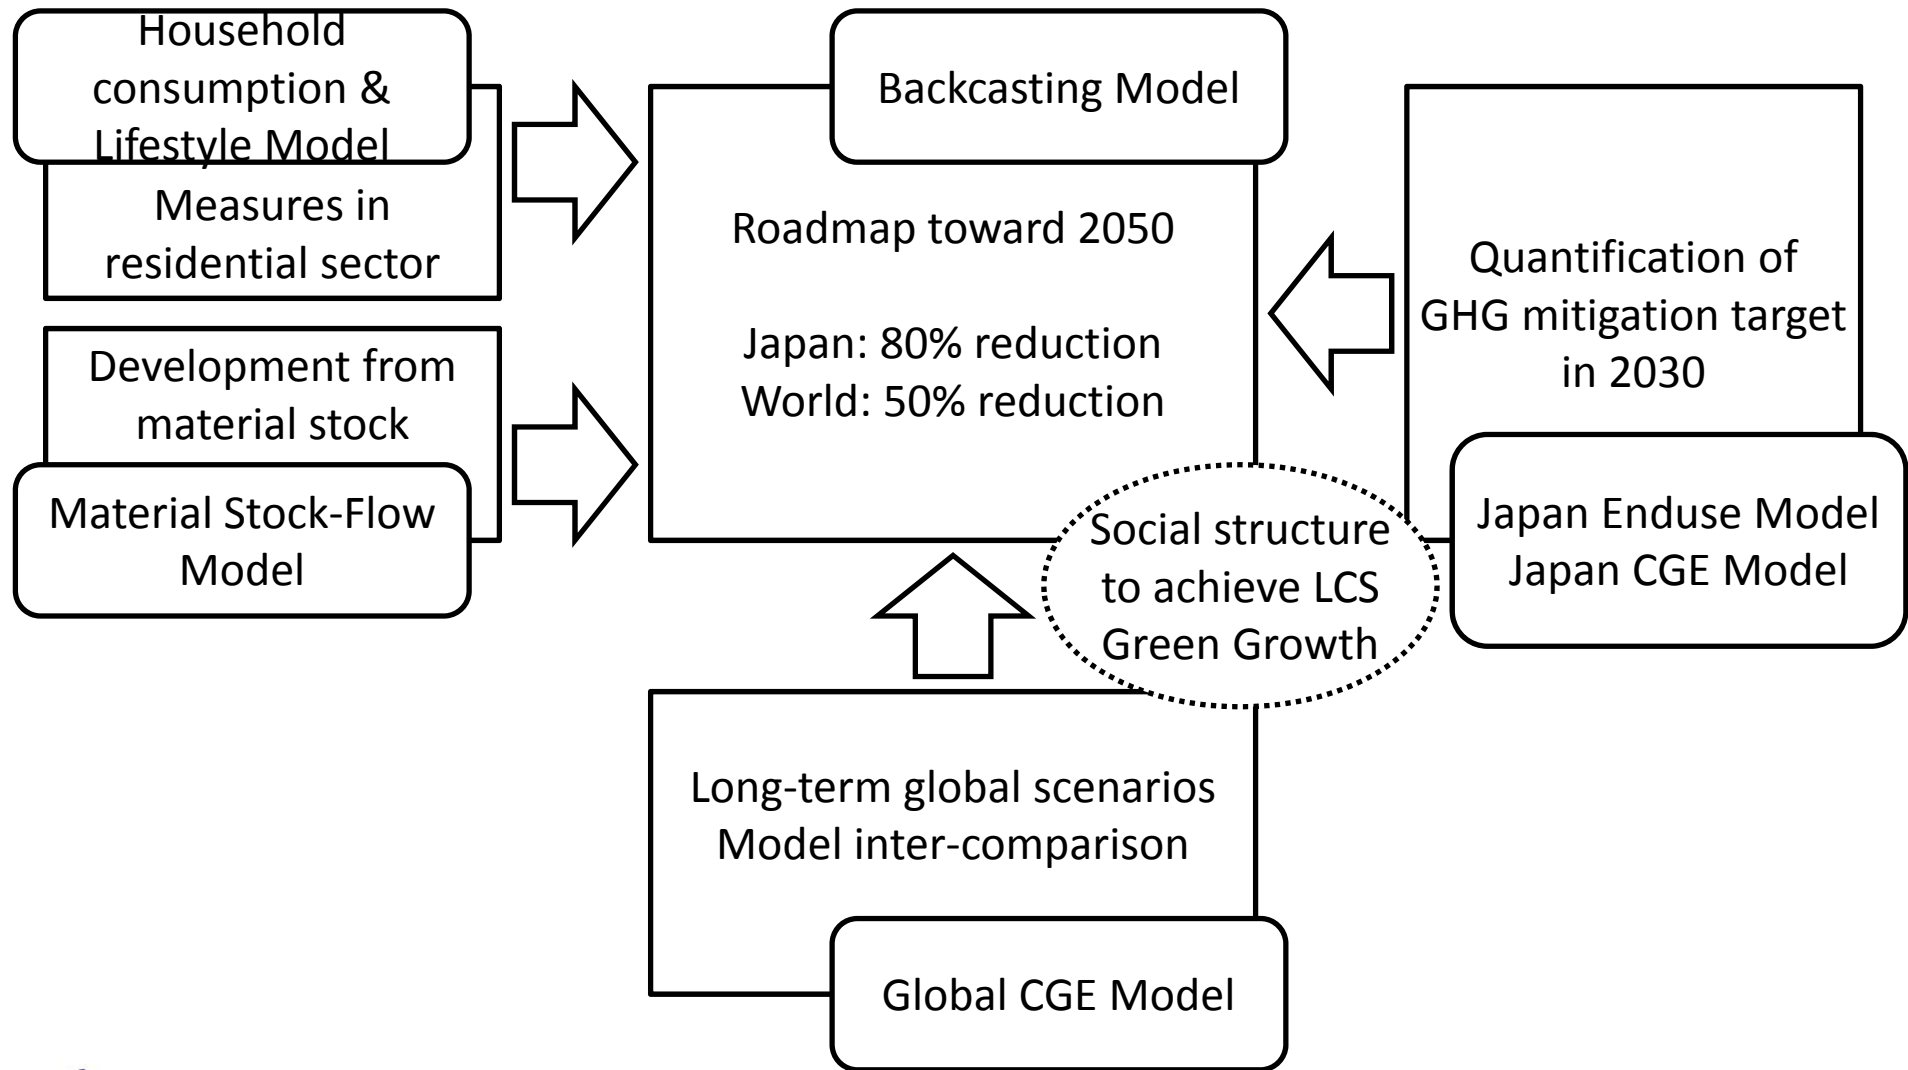 Household
consumption &
Lifestyle Model
Measures in
residential sector
Development from
material stock
Material Stock-Flow
Model
Backcasting Model
Roadmap toward 2050
Japan: 80% reduction
World: 50% reduction
Quantification of
GHG mitigation target
in 2030
Japan Enduse Model
Japan CGE Model
Social structure
to achieve LCS
Green Growth
Long-term global scenarios
Model inter-comparison
Global CGE Model